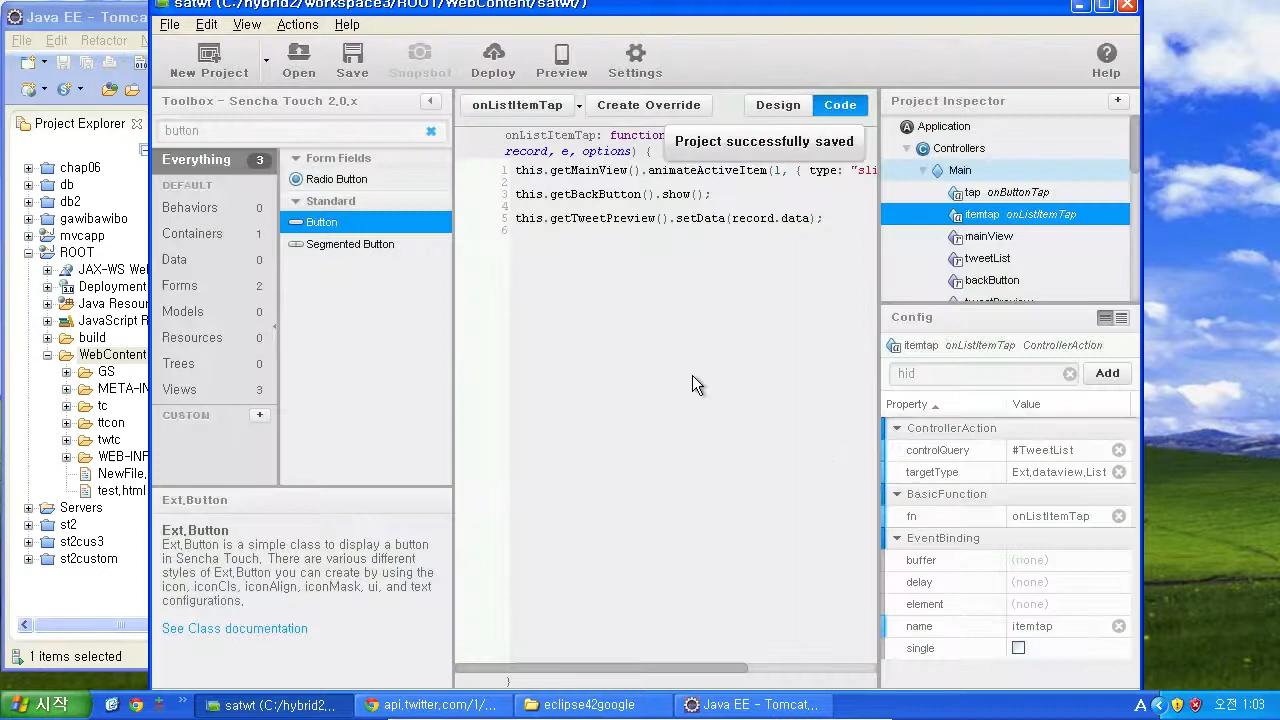 Java EE - Tomca
File Edit Refactor
Project Explorer
chap06
db
db2
gawibawibo
mvcapp
ROOT
JAX-WS We
Deployment
Java Resour
JavaScript R
build
WebContent
GS
META-INF
tc
ttcon
twtc
WEB-INF
NewFile,
test,html
Servers
st2
st2cus3
st2custom
1 items selected
satwt (C:/hybrid2/workspace3/ROOT/WebContent/satwt/)
File Edit View Actions Help
New Project Open Save Snapshot Deploy Preview Settings Help
Toolbox - Sencha Touch 2.0.x
button
Everything 3
DEFAULT
Behaviors 0
Containers 1
Data 0
Forms 2
Models 0
Resources 0
Trees 0
Views 3
CUSTOM +
Form Fields
Radio Button
Standard
Button
Segmented Button
Ext,Button
Ext,Button
Ext,Button is a simple class to display a button
in Sencha Touch, There are various different
styles of Ext,Button you can create by using the
icon, iconCls, iconAlign, iconMask, ui, and text
configurations,
See Class documentation
onListItemTap Create Override Design Code
Project successfully saved
onListItemTap: function
record, e, options) {
1 this.getMainView().animateActiveItem(1, { type: "sli
2
3 this.getBackButton().show();
4
5 this.getTweetPreview().setData(record.data);
6
}
Project Inspector +
Application
Controllers
Main
tap onButtonTap
itemtap onListItemTap
mainView
tweetList
backButton
Config
itemtap onListItemTap ControllerAction
hid Add
Property Value
ControllerAction
controlQuery #TweetList
targetType Ext,dataview,List
BasicFunction
fn onListItemTap
EventBinding
buffer (none)
delay (none)
element (none)
name itemtap
single
시작
satwt (C:/hybrid2,...
api,twitter,com/1/...
eclipse42google
Java EE - Tomcat...
A
오전 1:03